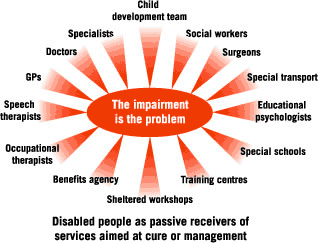 Child
development team
Specialists
Social workers
Doctors
Surgeons
GPs
Special transport
Speech
therapists
The impairment
is the problem
Educational
psychologists
Occupational
therapists
Special schools
Benefits agency
Training centres
Sheltered workshops
Disabled people as passive receivers of
services aimed at cure or management